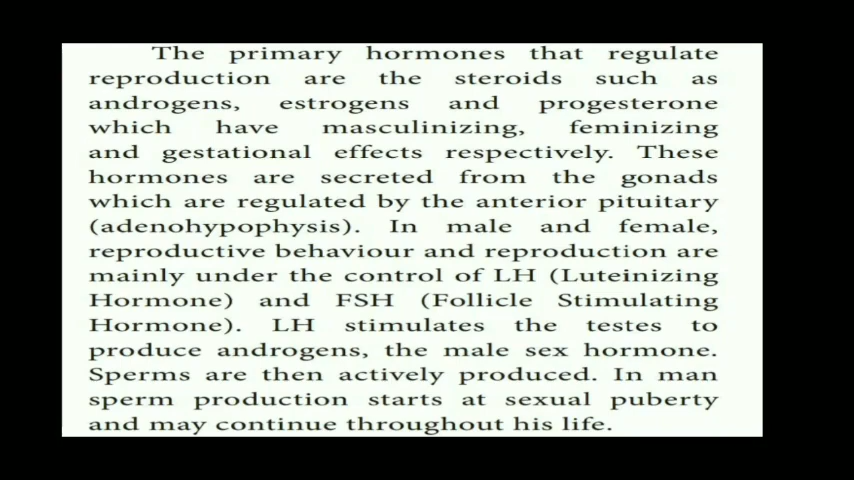 The primary hormones that regulate
reproduction are the steroids such as
androgens, estrogens and progesterone
which have masculinizing, feminizing
and gestational effects respectively. These
hormones are secreted from the gonads
which are regulated by the anterior pituitary
(adenohypophysis). In male and female,
reproductive behaviour and reproduction are
mainly under the control of LH (Luteinizing
Hormone) and FSH (Follicle Stimulating
Hormone). LH stimulates the testes to
produce androgens, the male sex hormone.
Sperms are then actively produced. In man
sperm production starts at sexual puberty
and may continue throughout his life.